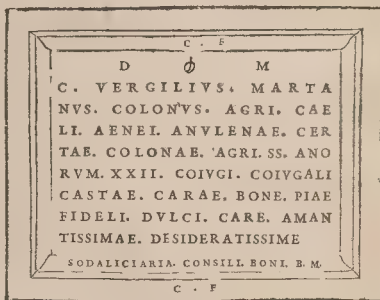 C . F
D ȸ M
C. VERGILIVS. MARTA
NVS. COLONVS. AGRI. CAE
LI. AENEI. ANVLENAE. CER
TAE. COLONAE. AGRI. SS. ANO
RVM. XXII. COIVGI. COIVGALI
CASTAE. CARAE. BONE. PIAE
FIDELI. DVLCI. CARE. AMAN
TISSIMAE. DESIDERATISSIME
SODALICIARIA. CONSILI. BONI. B. M.
C . F